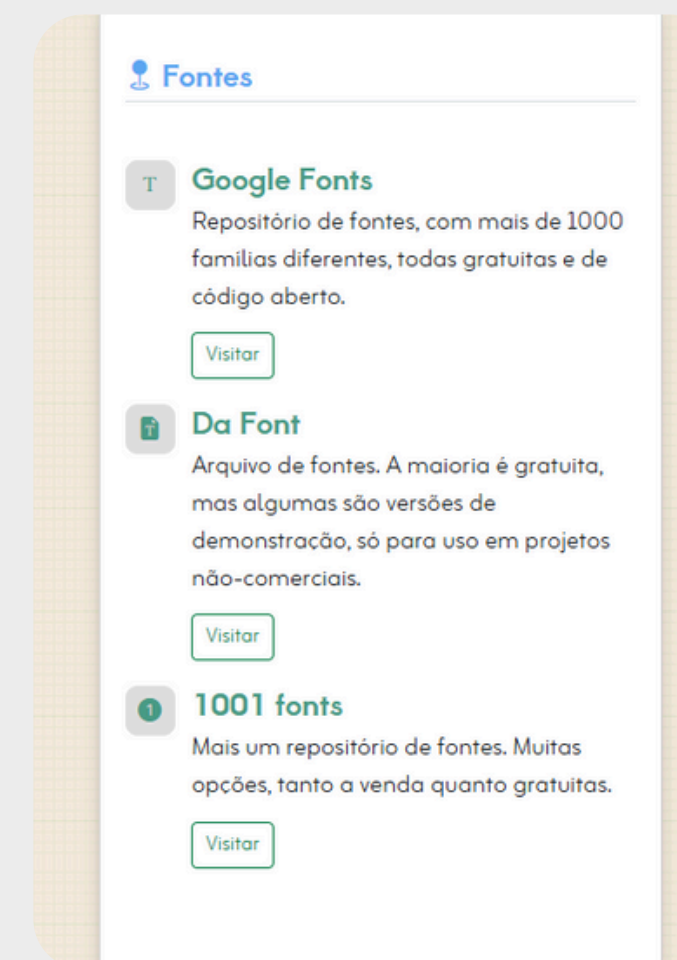 Fontes
T
Google Fonts
Repositório de fontes, com mais de 1000
famílias diferentes, todas gratuitas e de
código aberto.
Visitar
T
Da Font
Arquivo de fontes. A maioria é gratuita,
mas algumas são versões de
demonstração, só para uso em projetos
não-comerciais.
Visitar
1
1001 fonts
Mais um repositório de fontes. Muitas
opções, tanto a venda quanto gratuitas.
Visitar